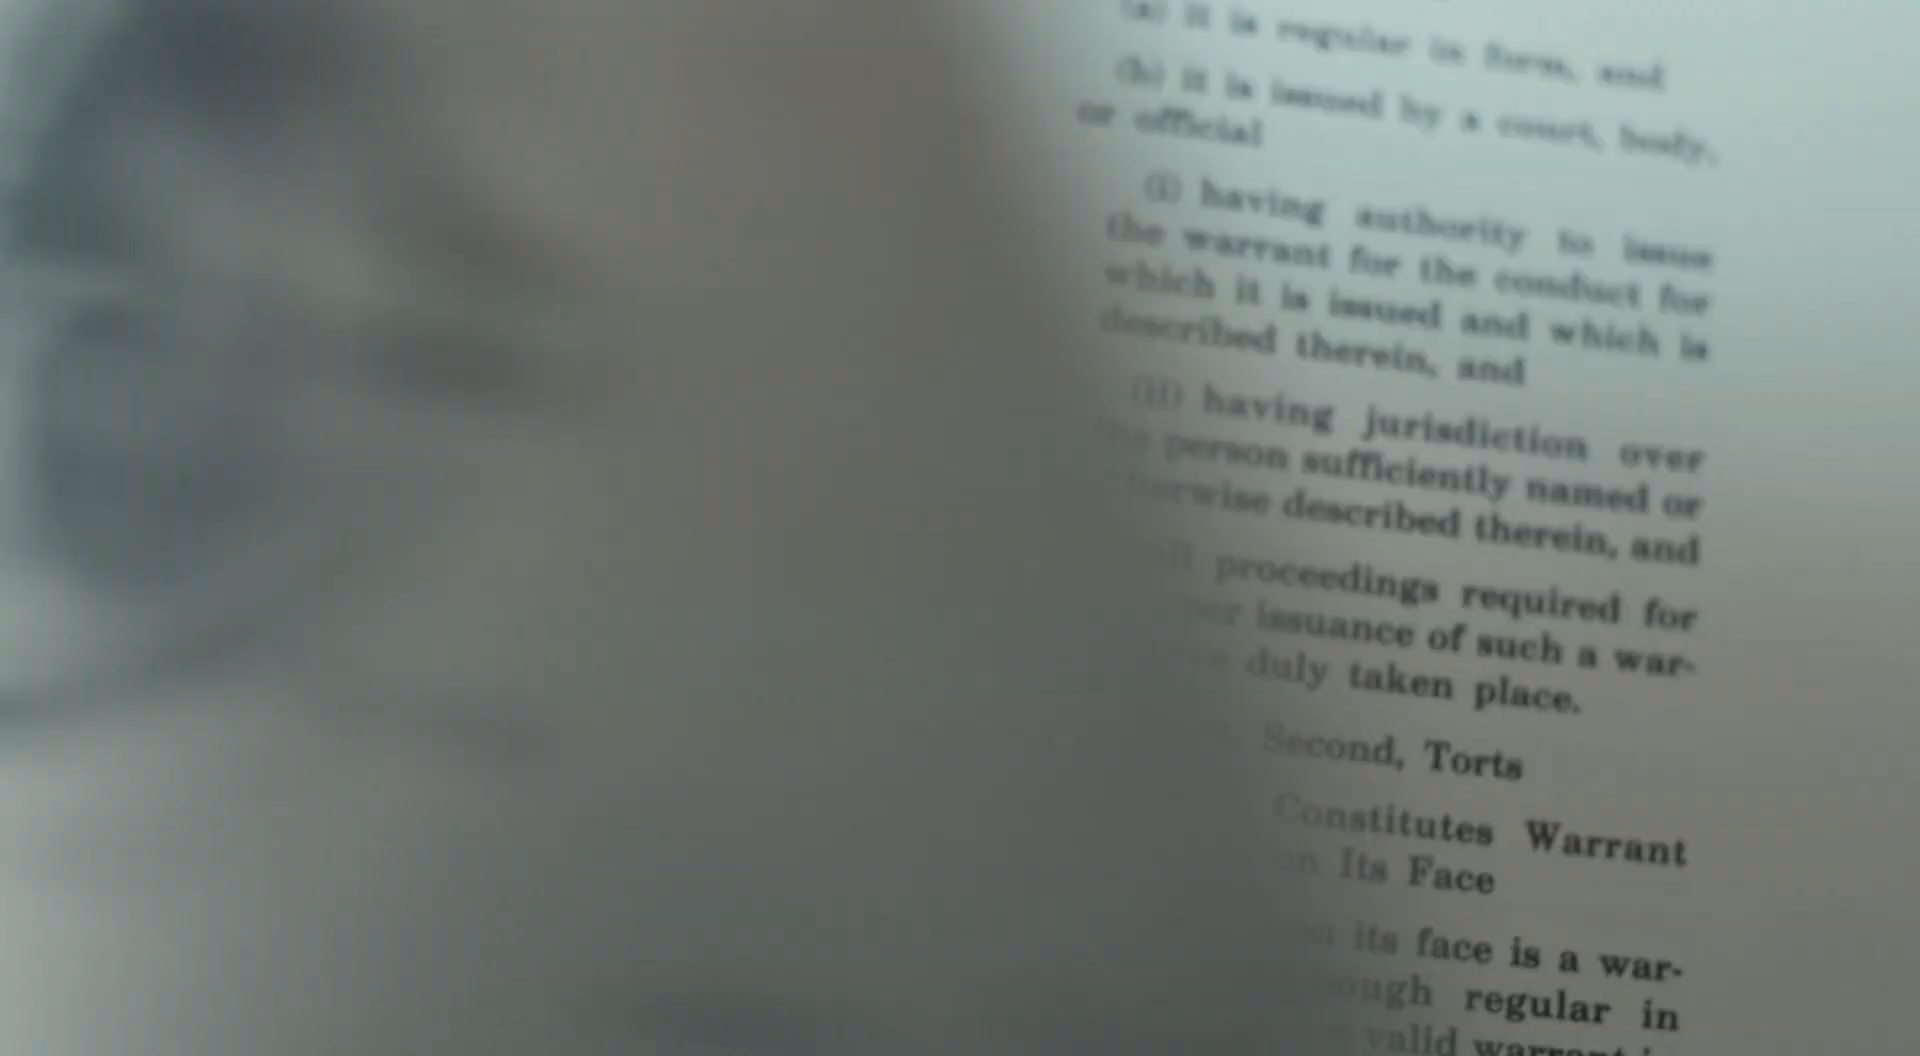 (a) it is regular in form, and
(b) it is issued by a court, body,
or official
(i) having authority to issue
the warrant for the conduct for
which it is issued and which is
described therein, and
(ii) having jurisdiction over
the person sufficiently named or
described therein, and
proceedings required for
issuance of such a war-
duly taken place.
Second, Torts
Constitutes Warrant
Its Face
its face is a war-
regular in
valid warrant